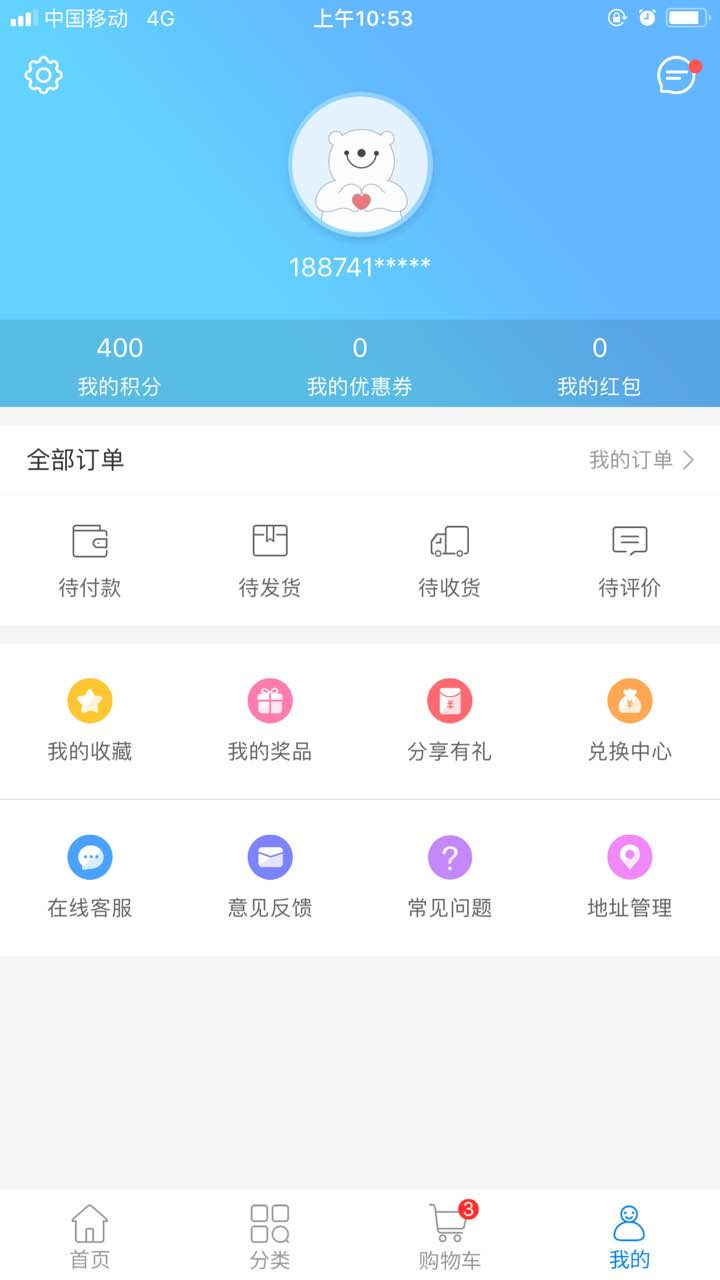 中国移动 4G 上午10:53
188741*****
400 0 0
我的积分 我的优惠券 我的红包
全部订单 我的订单
待付款 待发货 待收货 待评价
我的收藏 我的奖品 分享有礼 兑换中心
在线客服 意见反馈 常见问题 地址管理
3
首页 分类 购物车 我的